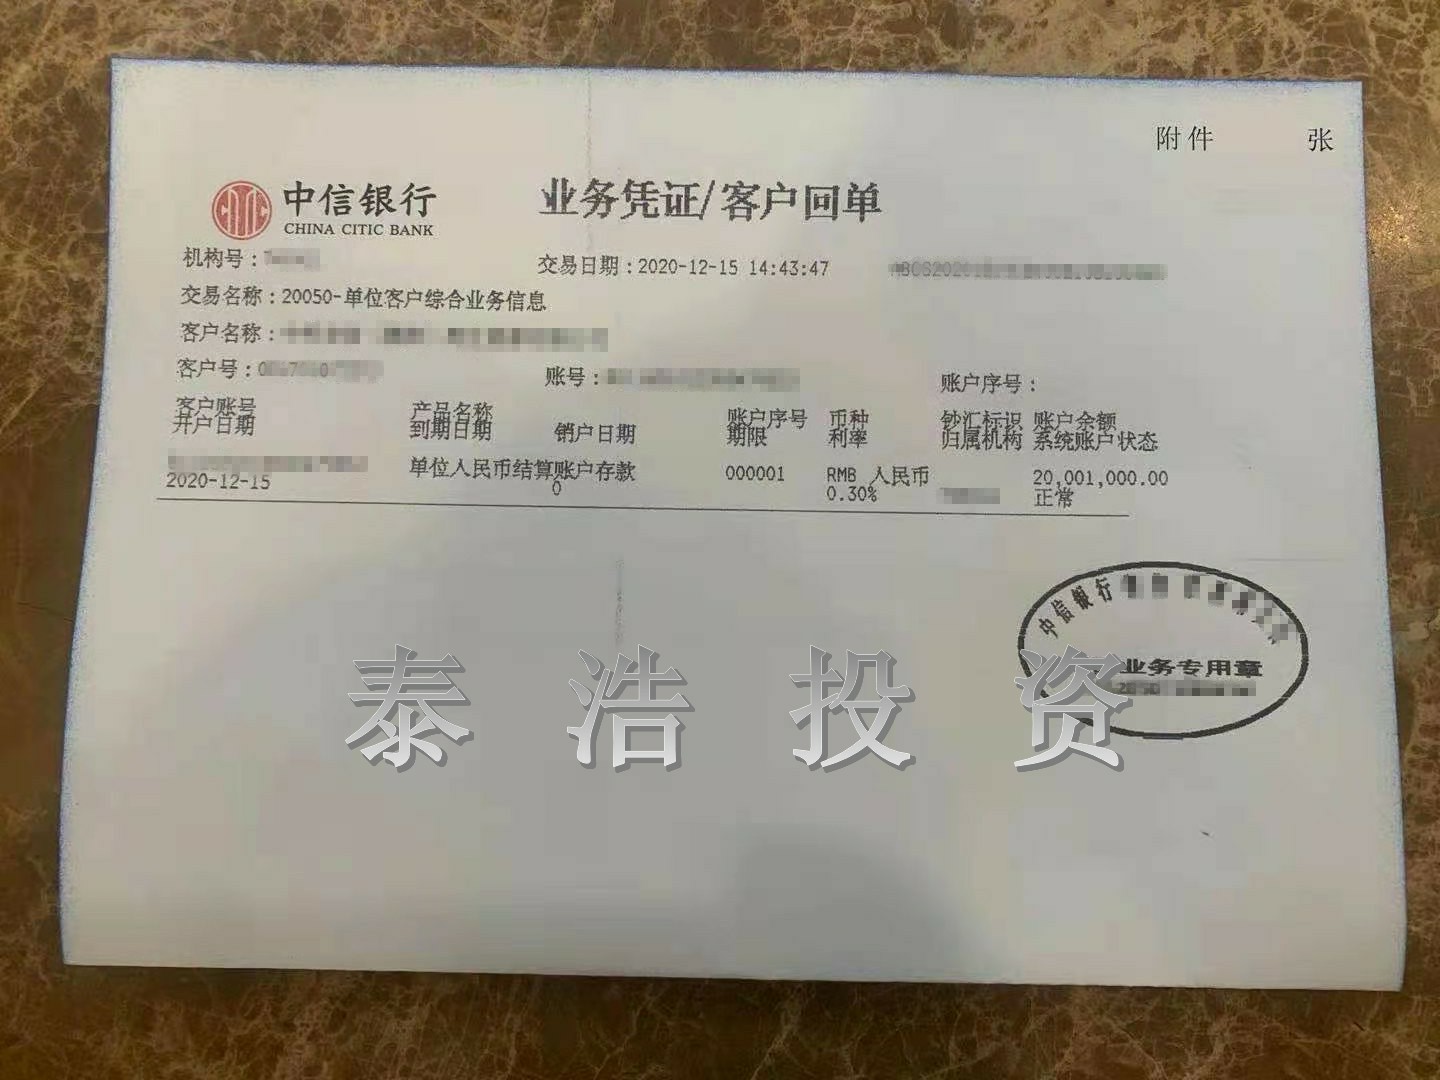 附件 张
中信银行
CHINA CITIC BANK
业务凭证/客户回单
机构号：
交易日期：2020-12-15 14:43:47
交易名称：20050-单位客户综合业务信息
客户名称：
客户号：
账号：
账户序号：
客户账号 产品名称 账户序号 币种 钞汇标识 账户余额
开户日期 到期日期 销户日期 期限 利率 归属机构 系统账户状态
单位人民币结算账户存款 000001 RMB 人民币 20,001,000.00
2020-12-15 0 0.30% 正常
中信银行
业务专用章
泰浩投资